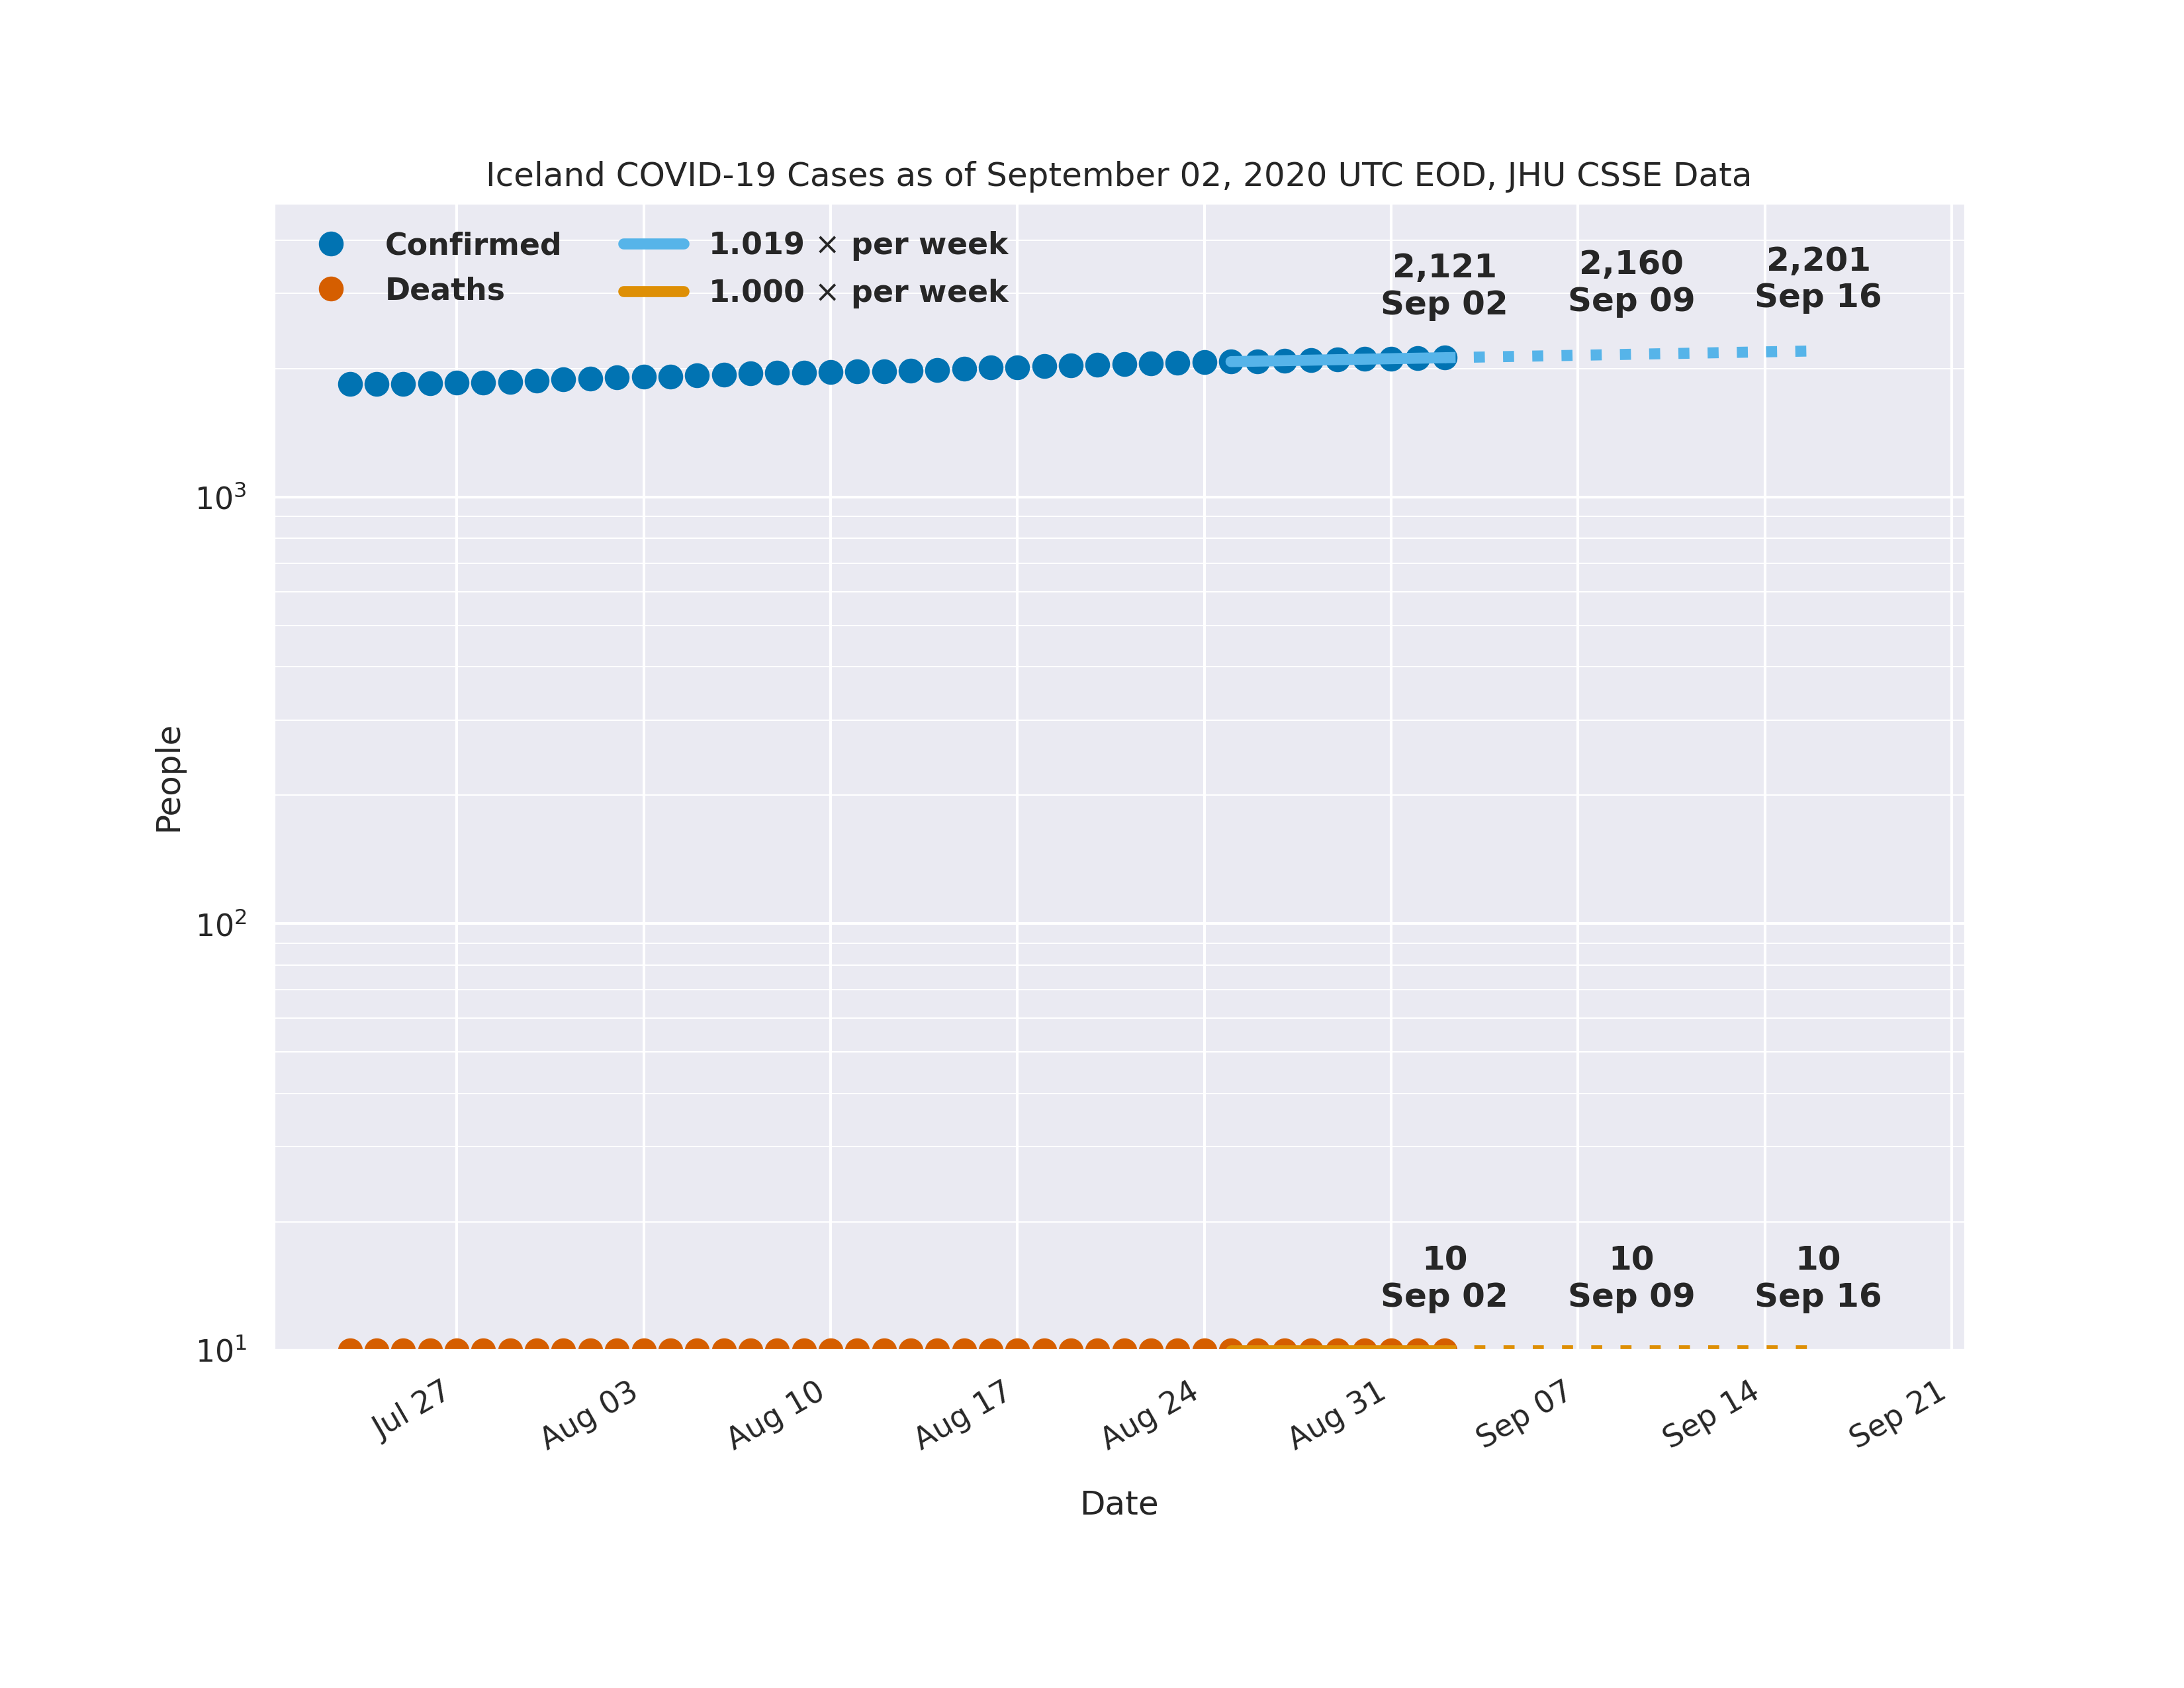 Iceland COVID-19 Cases as of September 02, 2020 UTC EOD, JHU CSSE Data
Confirmed
Deaths
1.019 × per week
1.000 × per week
2,121
Sep 02
2,160
Sep 09
2,201
Sep 16
10³
10²
10¹
People
10
Sep 02
10
Sep 09
10
Sep 16
Jul 27
Aug 03
Aug 10
Aug 17
Aug 24
Aug 31
Sep 07
Sep 14
Sep 21
Date